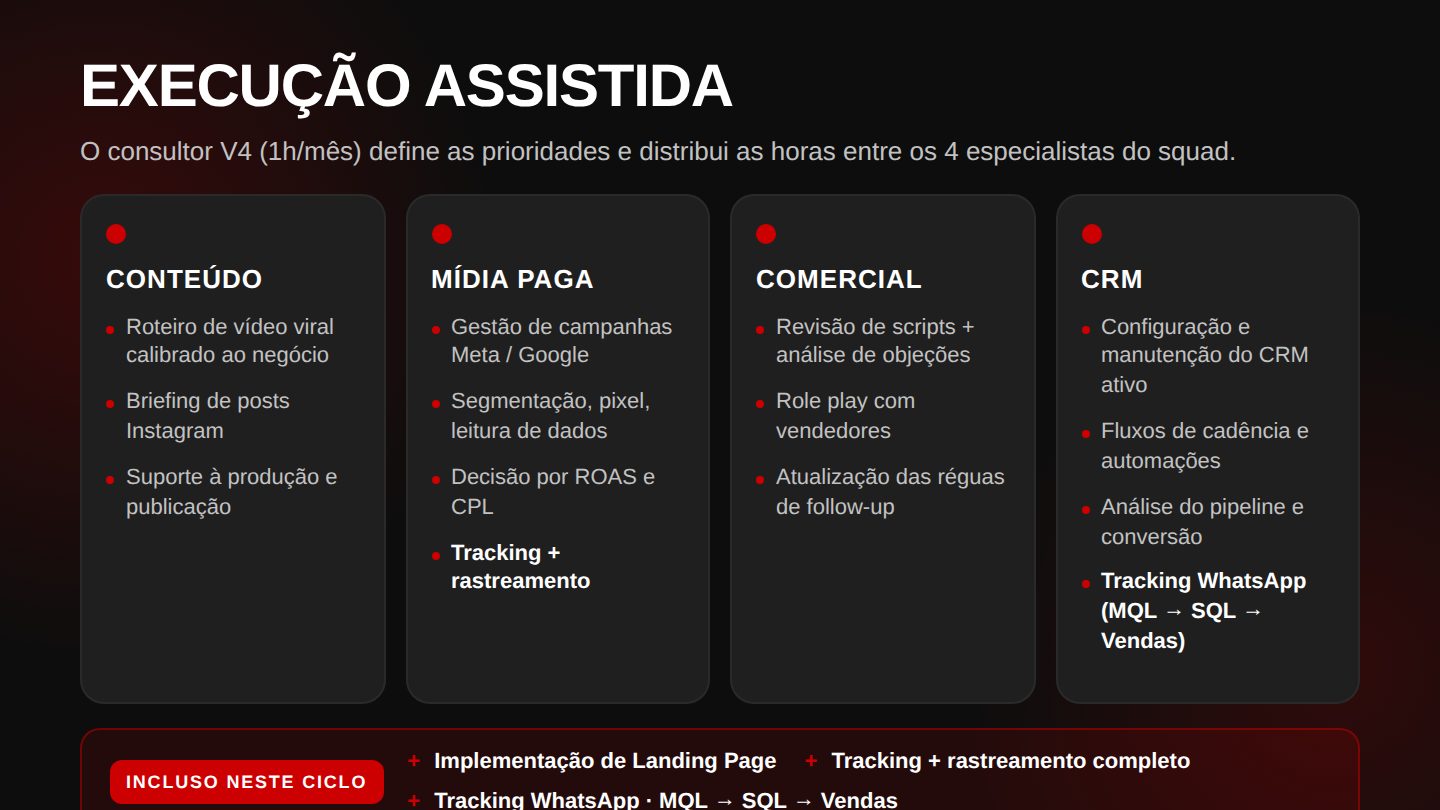 EXECUÇÃO ASSISTIDA
O consultor V4 (1h/mês) define as prioridades e distribui as horas entre os 4 especialistas do squad.
CONTEÚDO
Roteiro de vídeo viral
calibrado ao negócio
Briefing de posts
Instagram
Suporte à produção e
publicação
MÍDIA PAGA
Gestão de campanhas
Meta / Google
Segmentação, pixel,
leitura de dados
Decisão por ROAS e
CPL
Tracking +
rastreamento
COMERCIAL
Revisão de scripts +
análise de objeções
Role play com
vendedores
Atualização das réguas
de follow-up
CRM
Configuração e
manutenção do CRM
ativo
Fluxos de cadência e
automações
Análise do pipeline e
conversão
Tracking WhatsApp
(MQL → SQL →
Vendas)
INCLUSO NESTE CICLO
+ Implementação de Landing Page + Tracking + rastreamento completo
+ Tracking WhatsApp · MQL → SQL → Vendas